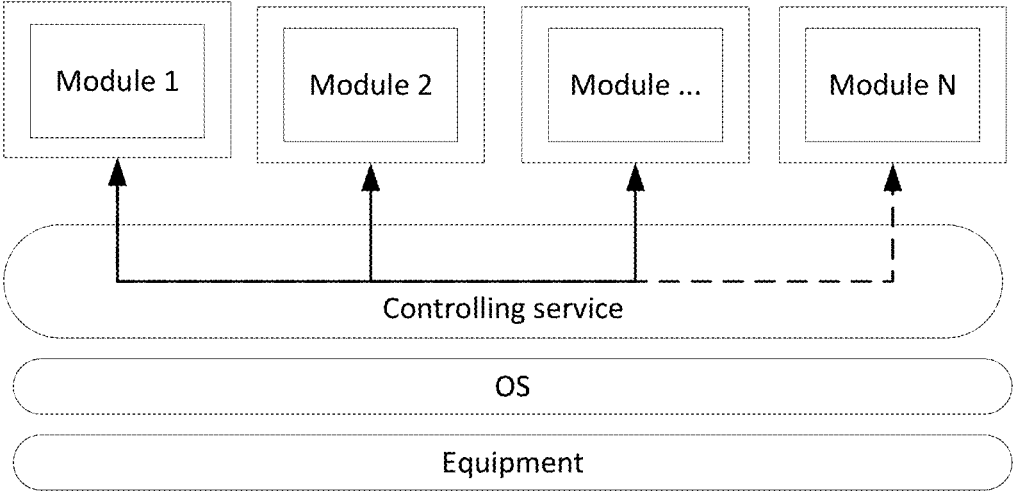 Module 1
Module 2
Module ...
Module N
Controlling service
OS
Equipment